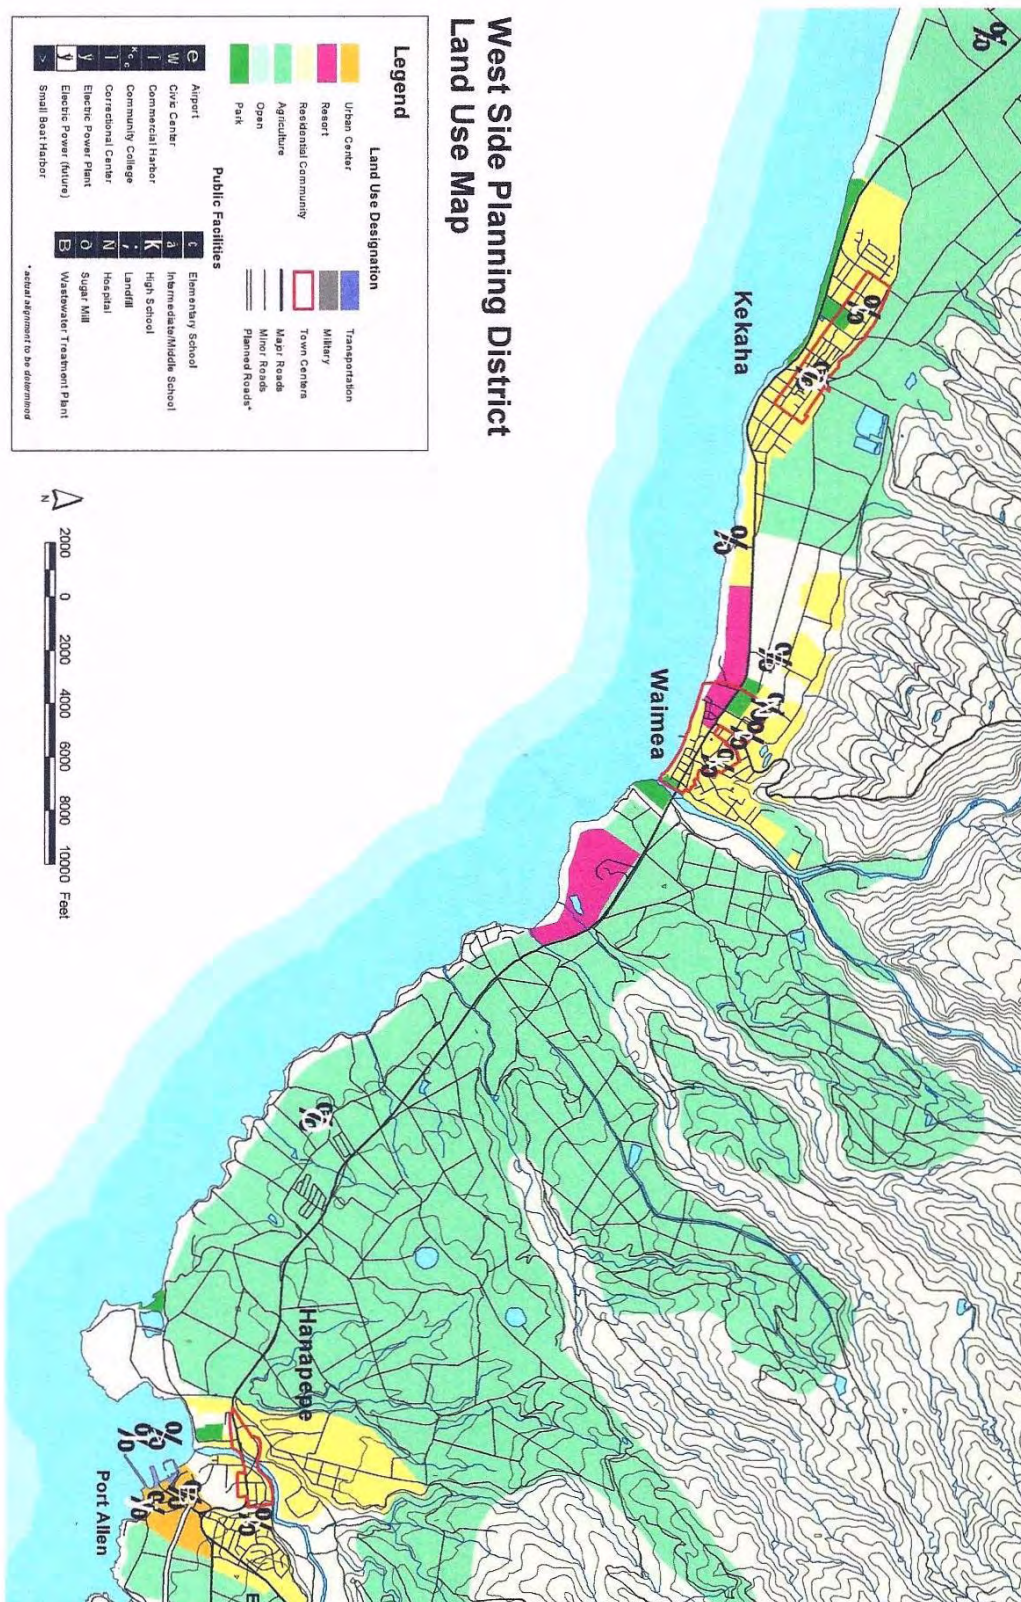 West Side Planning District
Land Use Map
Legend
Land Use Designation
Urban Center
Resort
Residential Community
Agriculture
Open
Park
Transportation
Military
Town Centers
Major Roads
Minor Roads
Planned Roads*
Public Facilities
Airport
Civic Center
Commercial Harbor
Community College
Correctional Center
Electric Power Plant
Electric Power (future)
Small Boat Harbor
Elementary School
Intermediate/Middle School
High School
Landfill
Hospital
Sugar Mill
Wastewater Treatment Plant
* actual alignment to be determined
N
2000 0 2000 4000 6000 8000 10000 Feet
Kekaha
Waimea
Hanapepe
Port Allen